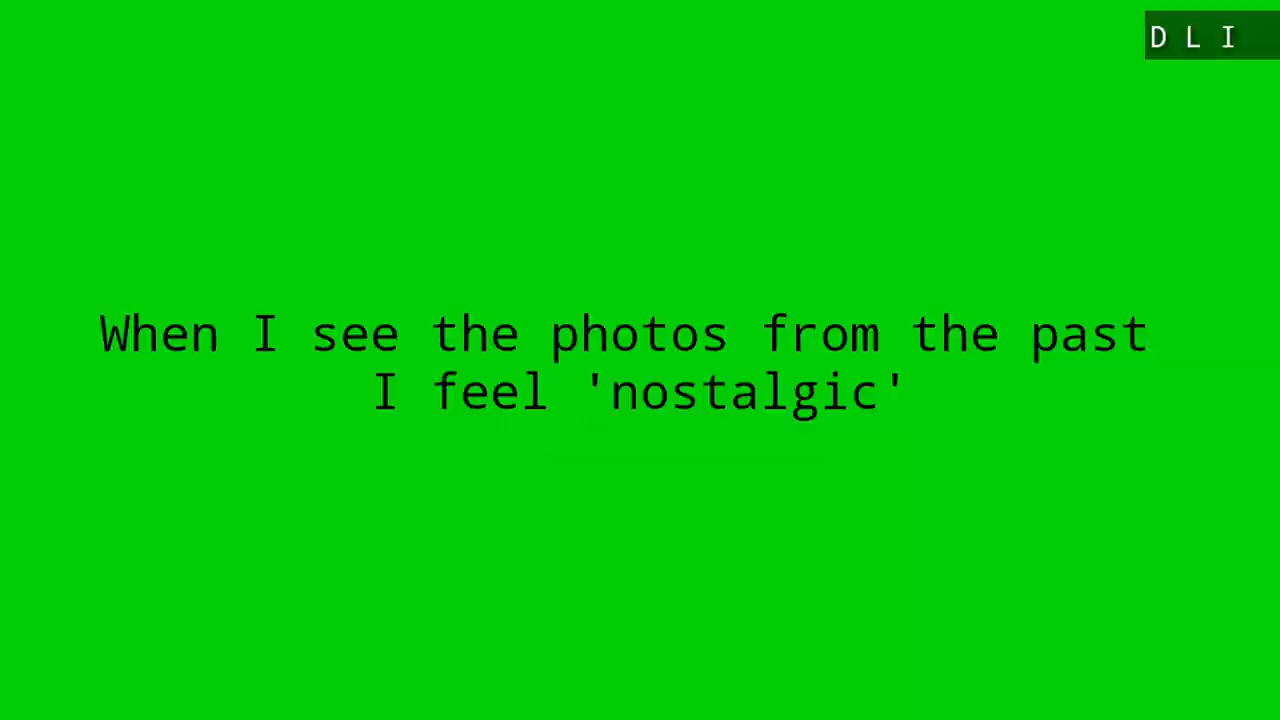 D L I
When I see the photos from the past
I feel 'nostalgic'